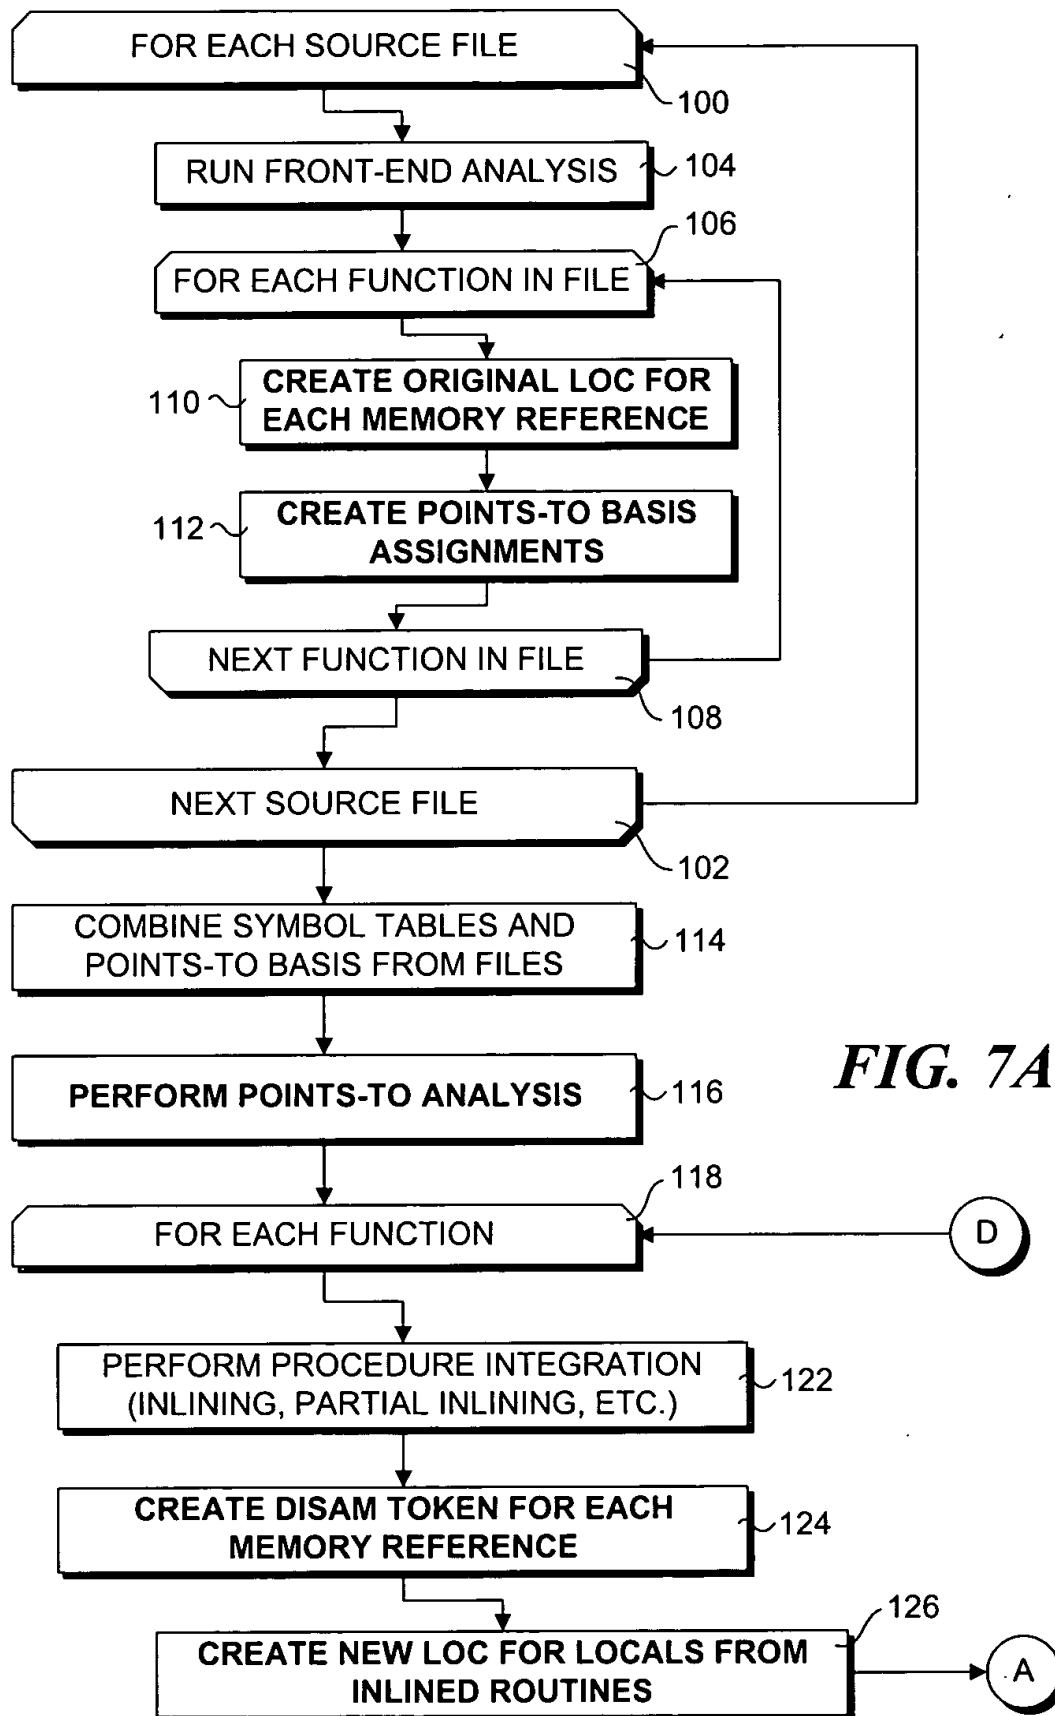 FOR EACH SOURCE FILE
100
RUN FRONT-END ANALYSIS
104
106
FOR EACH FUNCTION IN FILE
CREATE ORIGINAL LOC FOR
EACH MEMORY REFERENCE
110
CREATE POINTS-TO BASIS
ASSIGNMENTS
112
NEXT FUNCTION IN FILE
108
NEXT SOURCE FILE
102
COMBINE SYMBOL TABLES AND
POINTS-TO BASIS FROM FILES
114
FIG. 7A
PERFORM POINTS-TO ANALYSIS
116
118
FOR EACH FUNCTION
D
PERFORM PROCEDURE INTEGRATION
(INLINING, PARTIAL INLINING, ETC.)
122
CREATE DISAM TOKEN FOR EACH
MEMORY REFERENCE
124
126
CREATE NEW LOC FOR LOCALS FROM
INLINED ROUTINES
A